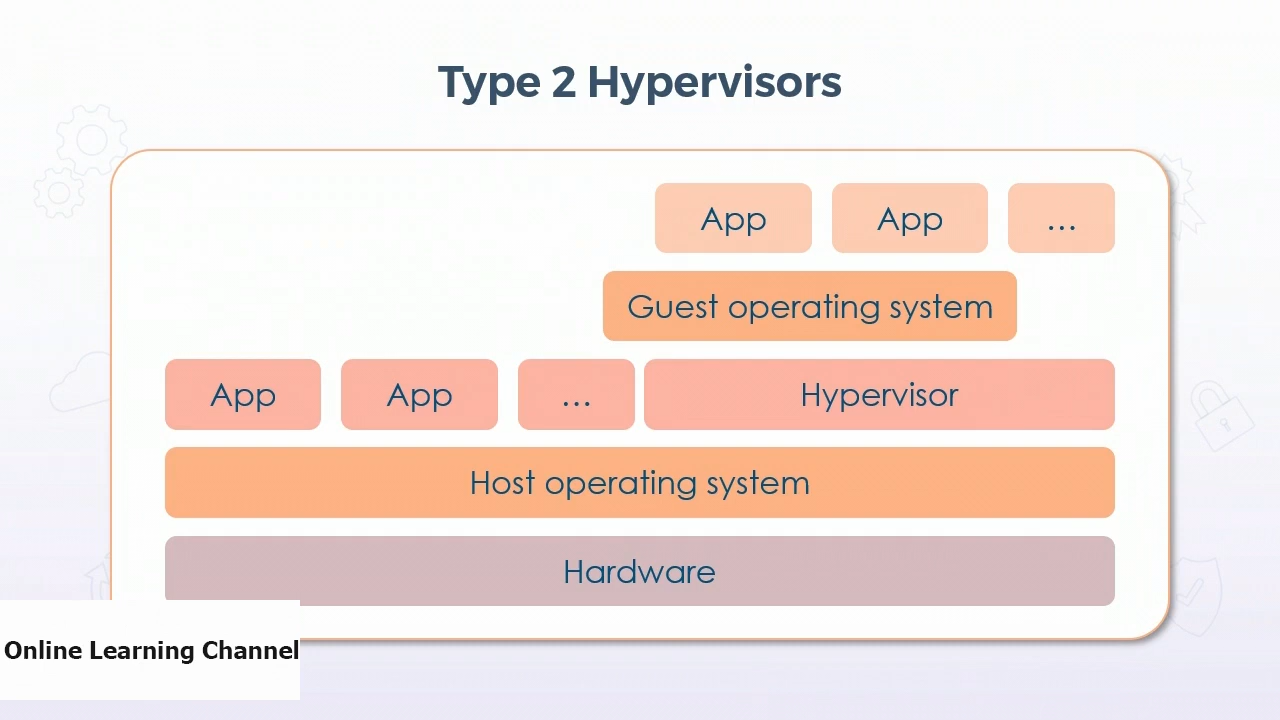 Type 2 Hypervisors
App App ...
Guest operating system
App App ... Hypervisor
Host operating system
Hardware
Online Learning Channel